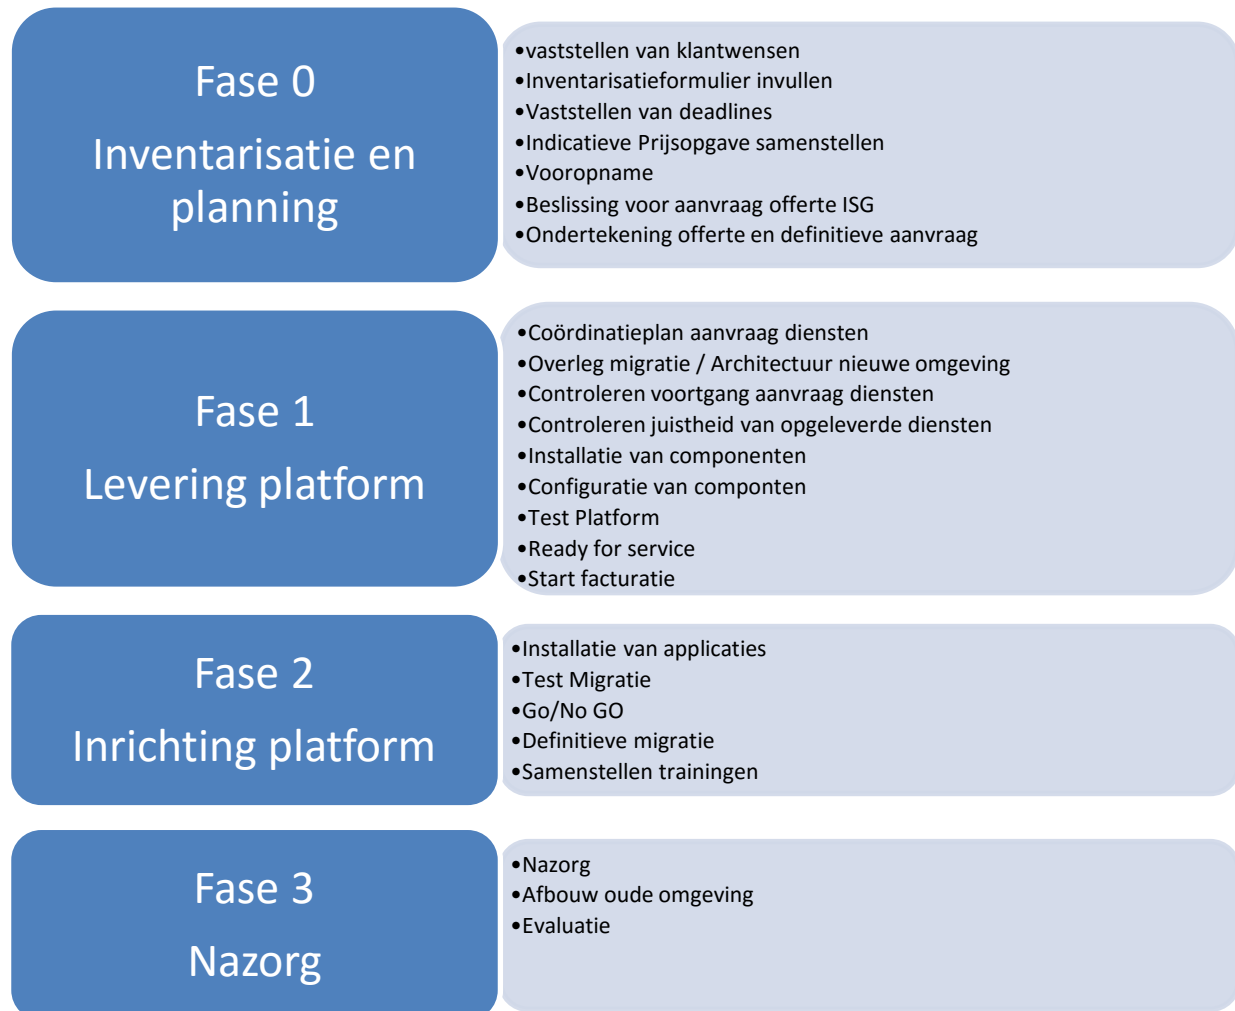 Fase 0
Inventarisatie en
planning
•vaststellen van klantwensen
•Inventarisatieformulier invullen
•Vaststellen van deadlines
•Indicatieve Prijsopgave samenstellen
•Vooropname
•Beslissing voor aanvraag offerte ISG
•Ondertekening offerte en definitieve aanvraag
Fase 1
Levering platform
•Coördinatieplan aanvraag diensten
•Overleg migratie / Architectuur nieuwe omgeving
•Controleren voortgang aanvraag diensten
•Controleren juistheid van opgeleverde diensten
•Installatie van componenten
•Configuratie van componten
•Test Platform
•Ready for service
•Start facturatie
Fase 2
Inrichting platform
•Installatie van applicaties
•Test Migratie
•Go/No GO
•Definitieve migratie
•Samenstellen trainingen
Fase 3
Nazorg
•Nazorg
•Afbouw oude omgeving
•Evaluatie